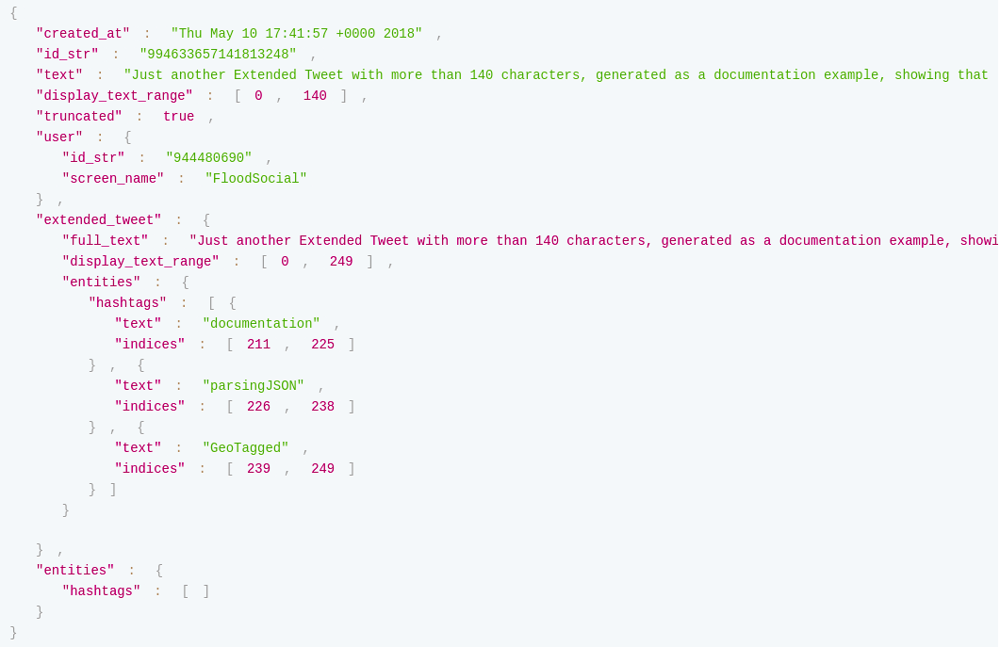 {
"created_at" : "Thu May 10 17:41:57 +0000 2018" ,
"id_str" : "994633657141813248" ,
"text" : "Just another Extended Tweet with more than 140 characters, generated as a documentation example, showing that
"display_text_range" : [ 0 , 140 ] ,
"truncated" : true ,
"user" : {
"id_str" : "944480690" ,
"screen_name" : "FloodSocial"
} ,
"extended_tweet" : {
"full_text" : "Just another Extended Tweet with more than 140 characters, generated as a documentation example, showi
"display_text_range" : [ 0 , 249 ] ,
"entities" : {
"hashtags" : [ {
"text" : "documentation" ,
"indices" : [ 211 , 225 ]
} , {
"text" : "parsingJSON" ,
"indices" : [ 226 , 238 ]
} , {
"text" : "GeoTagged" ,
"indices" : [ 239 , 249 ]
} ]
}
} ,
"entities" : {
"hashtags" : [ ]
}
}